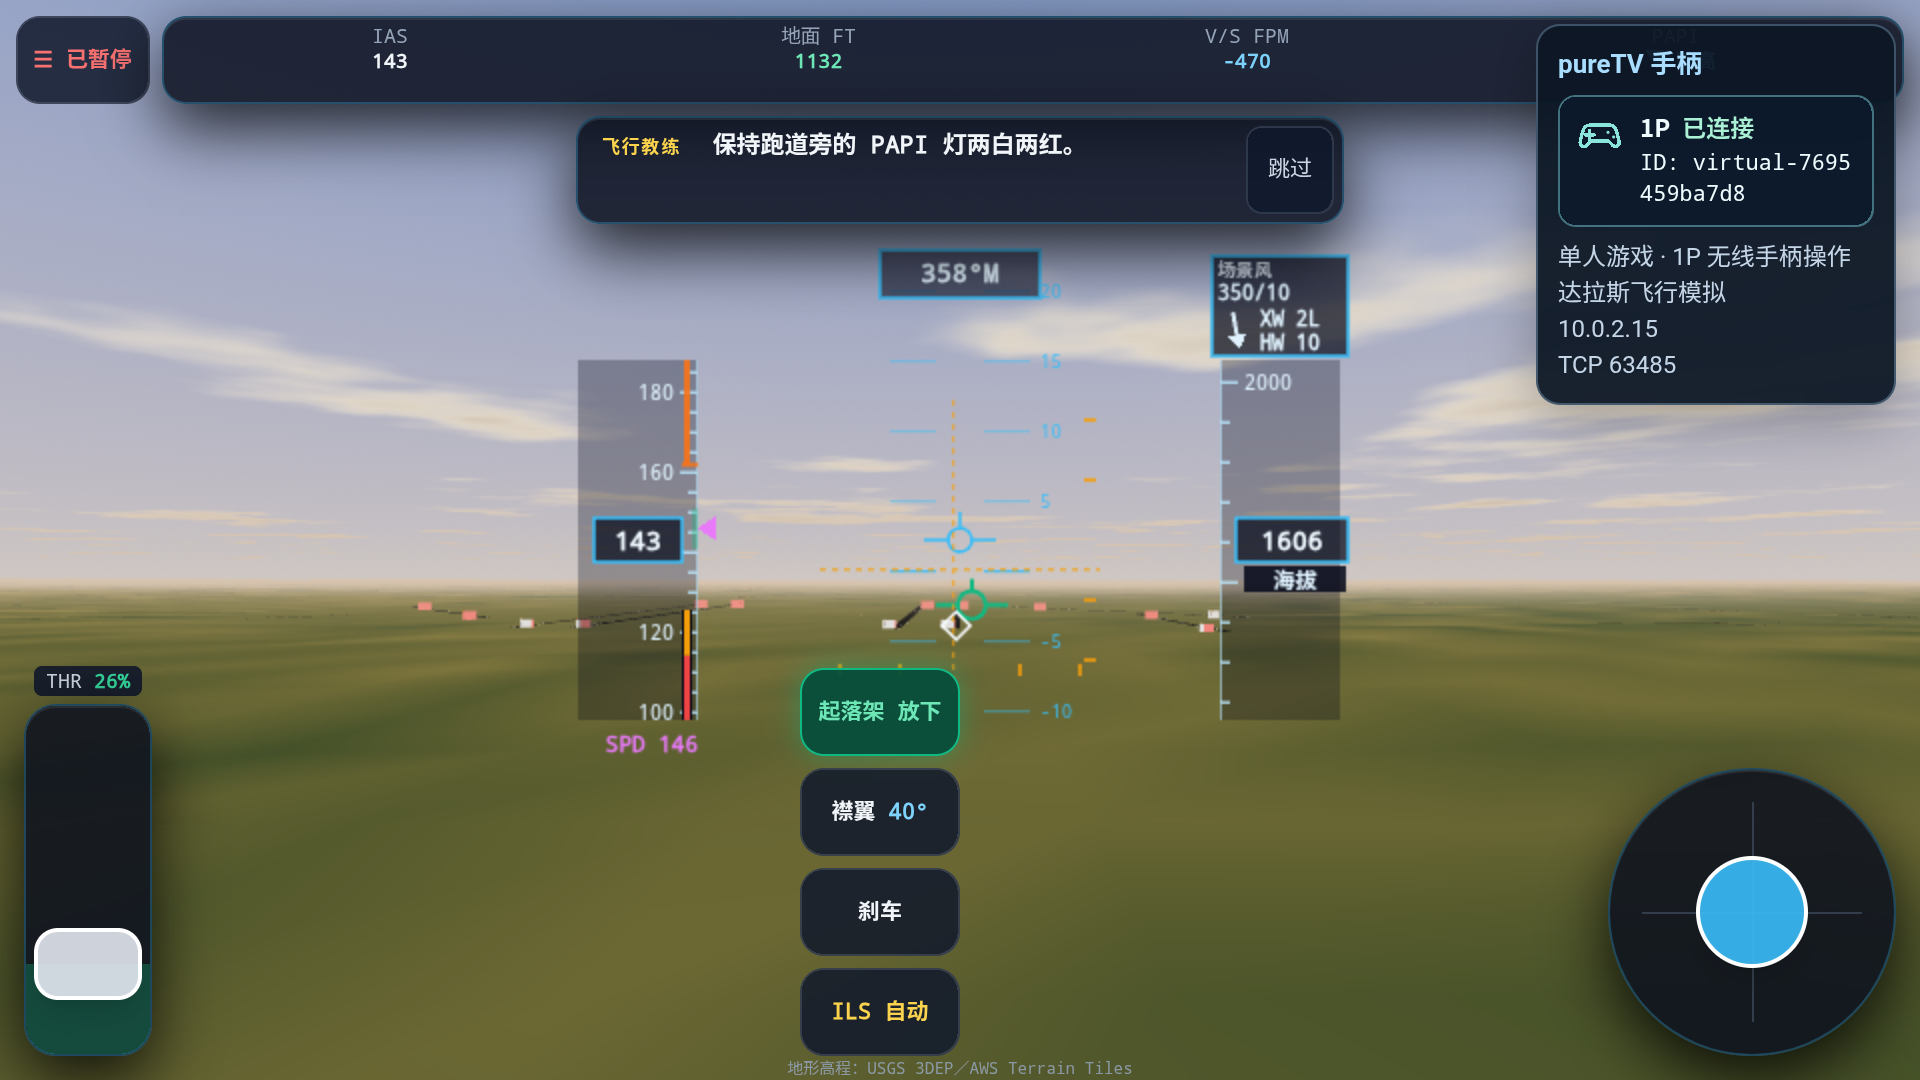 ☰ 已暂停
IAS
143
地面 FT
1132
V/S FPM
-470
PAPI
pureTV 手柄
1P 已连接
ID: virtual-7695
459ba7d8
单人游戏 · 1P 无线手柄操作
达拉斯飞行模拟
10.0.2.15
TCP 63485
飞行教练 保持跑道旁的 PAPI 灯两白两红。
跳过
358°M
场景风
350/10
XW 2L
HW 10
20
15
10
5
-5
-10
180
160
143
120
100
SPD 146
2000
1606
海拔
THR 26%
起落架 放下
襟翼 40°
刹车
ILS 自动
地形高程: USGS 3DEP／AWS Terrain Tiles